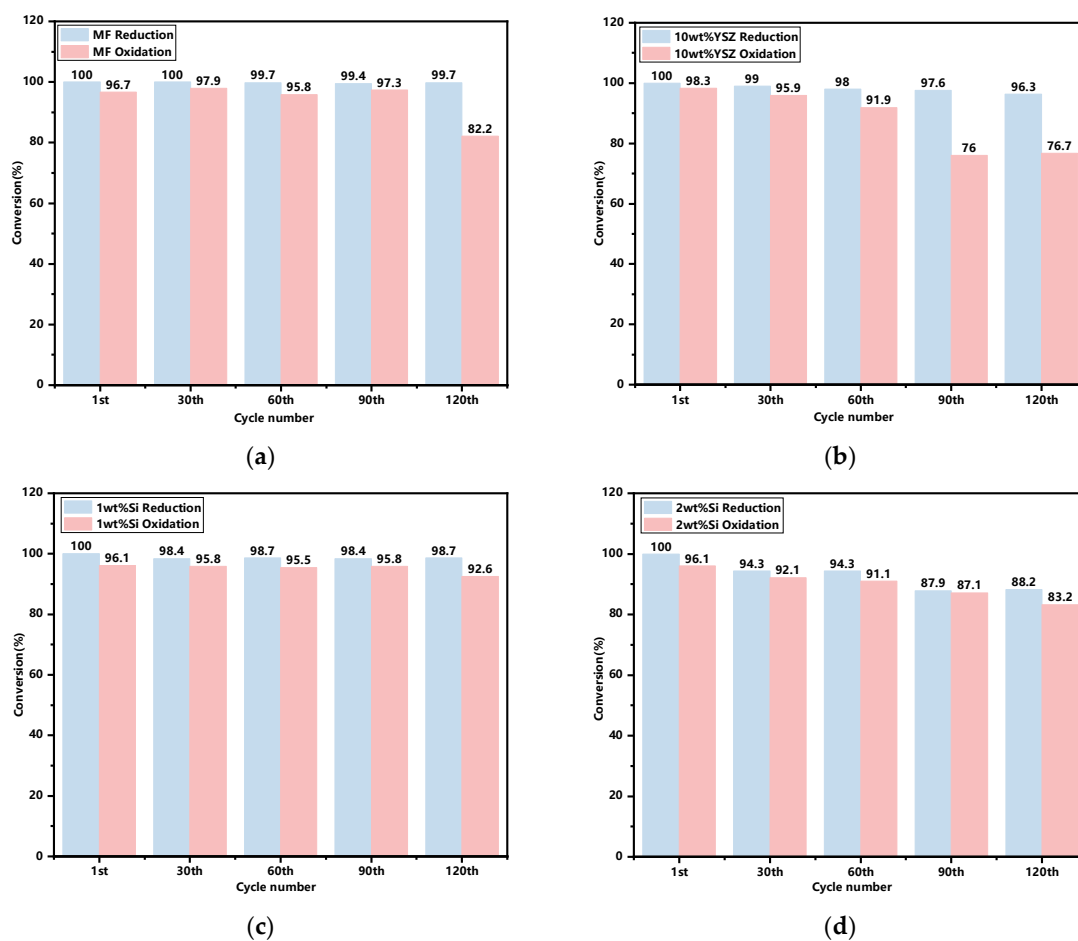 120
100
80
60
40
20
0
Conversion(%)
MF Reduction
MF Oxidation
100
96.7
100
97.9
99.7
95.8
99.4
97.3
99.7
82.2
1st
30th
60th
90th
120th
Cycle number
(a)
120
100
80
60
40
20
0
Conversion(%)
10wt%YSZ Reduction
10wt%YSZ Oxidation
100
98.3
99
95.9
98
91.9
97.6
76
96.3
76.7
1st
30th
60th
90th
120th
Cycle number
(b)
120
100
80
60
40
20
0
Conversion(%)
1wt%Si Reduction
1wt%Si Oxidation
100
96.1
98.4
95.8
98.7
95.5
98.4
95.8
98.7
92.6
1st
30th
60th
90th
120th
Cycle number
(c)
120
100
80
60
40
20
0
Conversion(%)
2wt%Si Reduction
2wt%Si Oxidation
100
96.1
94.3
92.1
94.3
91.1
87.9
87.1
88.2
83.2
1st
30th
60th
90th
120th
Cycle number
(d)